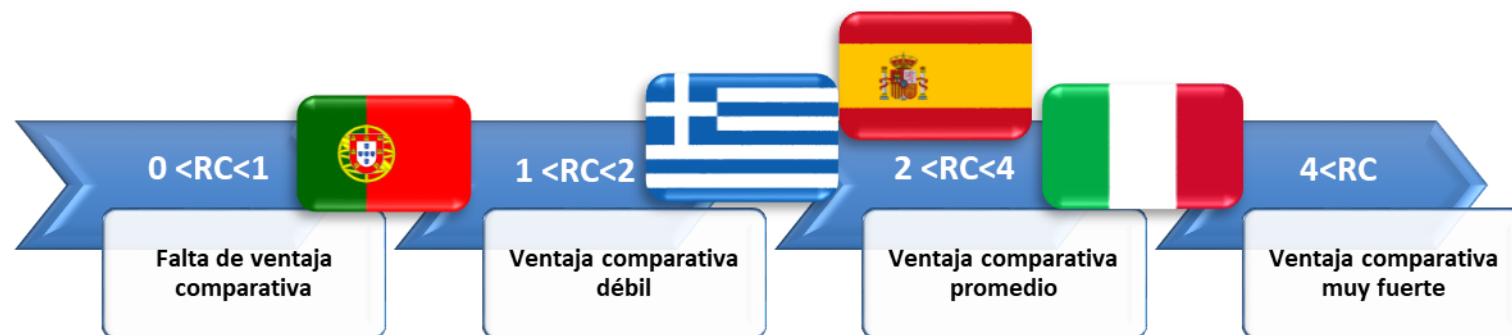 0 <RC<1
1 <RC<2
2 <RC<4
4<RC
Falta de ventaja
comparativa
Ventaja comparativa
débil
Ventaja comparativa
promedio
Ventaja comparativa
muy fuerte